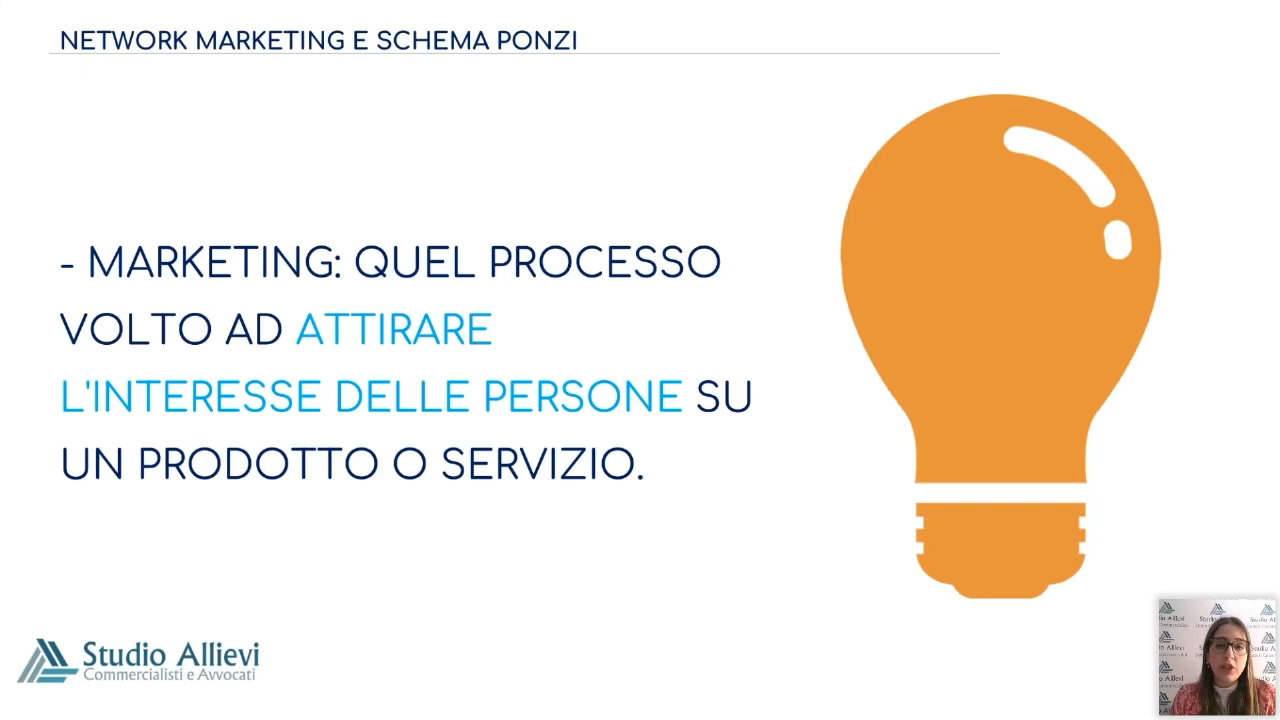 NETWORK MARKETING E SCHEMA PONZI
- MARKETING: QUEL PROCESSO
VOLTO AD ATTIRARE
L'INTERESSE DELLE PERSONE SU
UN PRODOTTO O SERVIZIO.
Studio Allievi
Commercialisti e Avvocati